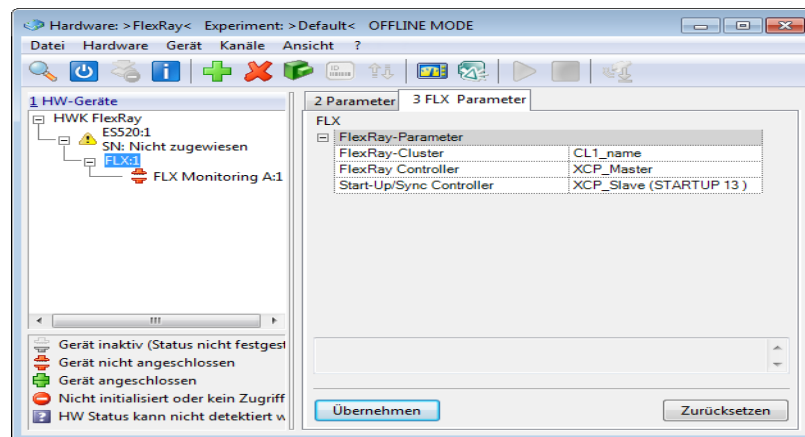 Hardware: >FlexRay< Experiment: >Default< OFFLINE MODE
Datei Hardware Gerät Kanäle Ansicht ?
1 HW-Geräte
HWK FlexRay
ES520:1
SN: Nicht zugewiesen
FLX:1
FLX Monitoring A:1
Gerät inaktiv (Status nicht festgest
Gerät nicht angeschlossen
Gerät angeschlossen
Nicht initialisiert oder kein Zugriff
HW Status kann nicht detektiert w
2 Parameter 3 FLX Parameter
FLX
FlexRay-Parameter
FlexRay-Cluster CL1_name
FlexRay Controller XCP_Master
Start-Up/Sync Controller XCP_Slave (STARTUP 13 )
Übernehmen Zurücksetzen